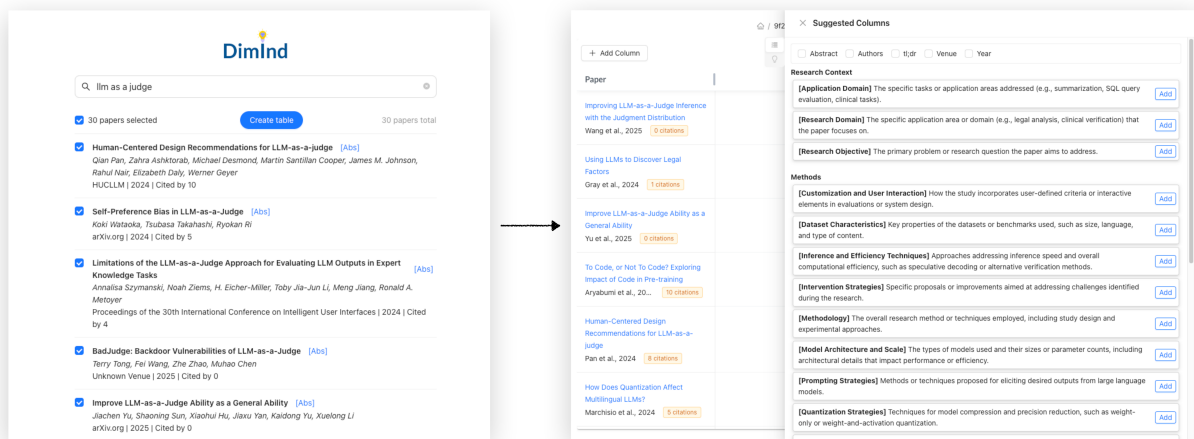 DimInd
llm as a judge
30 papers selected
Create table
30 papers total
Human-Centered Design Recommendations for LLM-as-a-judge [Abs]
Qian Pan, Zahra Ashktorab, Michael Desmond, Martin Santillan Cooper, James M. Johnson,
Rahul Nair, Elizabeth Daly, Werner Geyer
HUCLLM | 2024 | Cited by 10
Self-Preference Bias in LLM-as-a-Judge [Abs]
Koki Wataoka, Tsubasa Takahashi, Ryokan Ri
arXiv.org | 2024 | Cited by 5
Limitations of the LLM-as-a-Judge Approach for Evaluating LLM Outputs in Expert
Knowledge Tasks
[Abs]
Annalisa Szymanski, Noah Ziems, H. Eicher-Miller, Toby Jia-Jun Li, Meng Jiang, Ronald A.
Metoyer
Proceedings of the 30th International Conference on Intelligent User Interfaces | 2024 | Cited
by 4
BadJudge: Backdoor Vulnerabilities of LLM-as-a-Judge [Abs]
Terry Tong, Fei Wang, Zhe Zhao, Muhao Chen
Unknown Venue | 2025 | Cited by 0
Improve LLM-as-a-Judge Ability as a General Ability [Abs]
Jiachen Yu, Shaoning Sun, Xiaohui Hu, Jiaxu Yan, Kaidong Yu, Xuelong Li
arXiv.org | 2025 | Cited by 0
/ 9f2
+ Add Column
Paper
Improving LLM-as-a-Judge Inference
with the Judgment Distribution
Wang et al., 2025 0 citations
Using LLMs to Discover Legal
Factors
Gray et al., 2024 1 citations
Improve LLM-as-a-Judge Ability as a
General Ability
Yu et al., 2025 0 citations
To Code, or Not To Code? Exploring
Impact of Code in Pre-training
Aryabumi et al., 20... 10 citations
Human-Centered Design
Recommendations for LLM-as-a-
judge
Pan et al., 2024 8 citations
How Does Quantization Affect
Multilingual LLMs?
Marchisio et al., 2024 5 citations
Suggested Columns
Abstract Authors tl;dr Venue Year
Research Context
[Application Domain] The specific tasks or application areas addressed (e.g., summarization, SQL query
evaluation, clinical tasks).
Add
[Research Domain] The specific application area or domain (e.g., legal analysis, clinical verification) that
the paper focuses on.
Add
[Research Objective] The primary problem or research question the paper aims to address.
Add
Methods
[Customization and User Interaction] How the study incorporates user-defined criteria or interactive
elements in evaluations or system design.
Add
[Dataset Characteristics] Key properties of the datasets or benchmarks used, such as size, language,
and type of content.
Add
[Inference and Efficiency Techniques] Approaches addressing inference speed and overall
computational efficiency, such as speculative decoding or alternative verification methods.
Add
[Intervention Strategies] Specific proposals or improvements aimed at addressing challenges identified
during the research.
Add
[Methodology] The overall research method or techniques employed, including study design and
experimental approaches.
Add
[Model Architecture and Scale] The types of models used and their sizes or parameter counts, including
architectural details that impact performance or efficiency.
Add
[Prompting Strategies] Methods or techniques proposed for eliciting desired outputs from large language
models.
Add
[Quantization Strategies] Techniques for model compression and precision reduction, such as weight-
only or weight-and-activation quantization.
Add